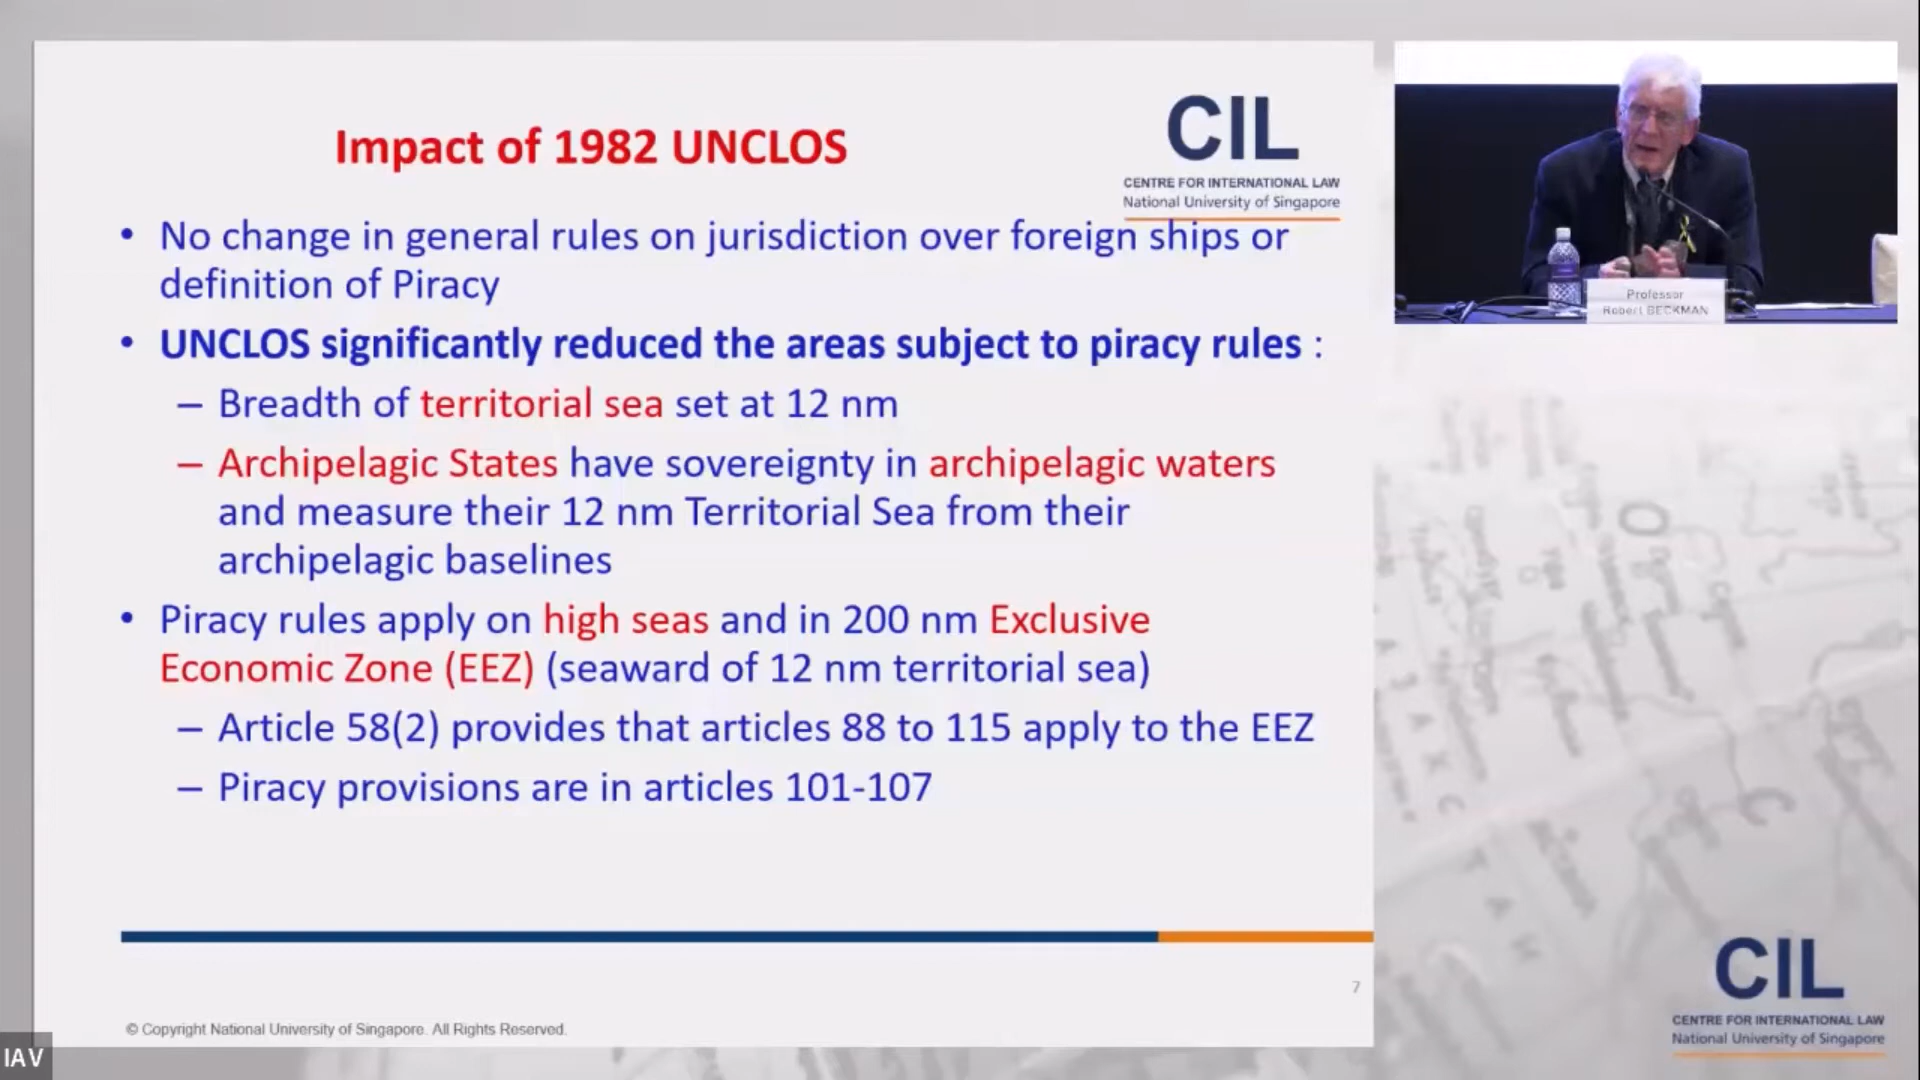 Impact of 1982 UNCLOS
CIL
CENTRE FOR INTERNATIONAL LAW
National University of Singapore
• No change in general rules on jurisdiction over foreign ships or
definition of Piracy
• UNCLOS significantly reduced the areas subject to piracy rules :
– Breadth of territorial sea set at 12 nm
– Archipelagic States have sovereignty in archipelagic waters
and measure their 12 nm Territorial Sea from their
archipelagic baselines
• Piracy rules apply on high seas and in 200 nm Exclusive
Economic Zone (EEZ) (seaward of 12 nm territorial sea)
– Article 58(2) provides that articles 88 to 115 apply to the EEZ
– Piracy provisions are in articles 101-107
7
© Copyright National University of Singapore. All Rights Reserved.
IAV
Professor
Robert BECKMAN
CIL
CENTRE FOR INTERNATIONAL LAW
National University of Singapore